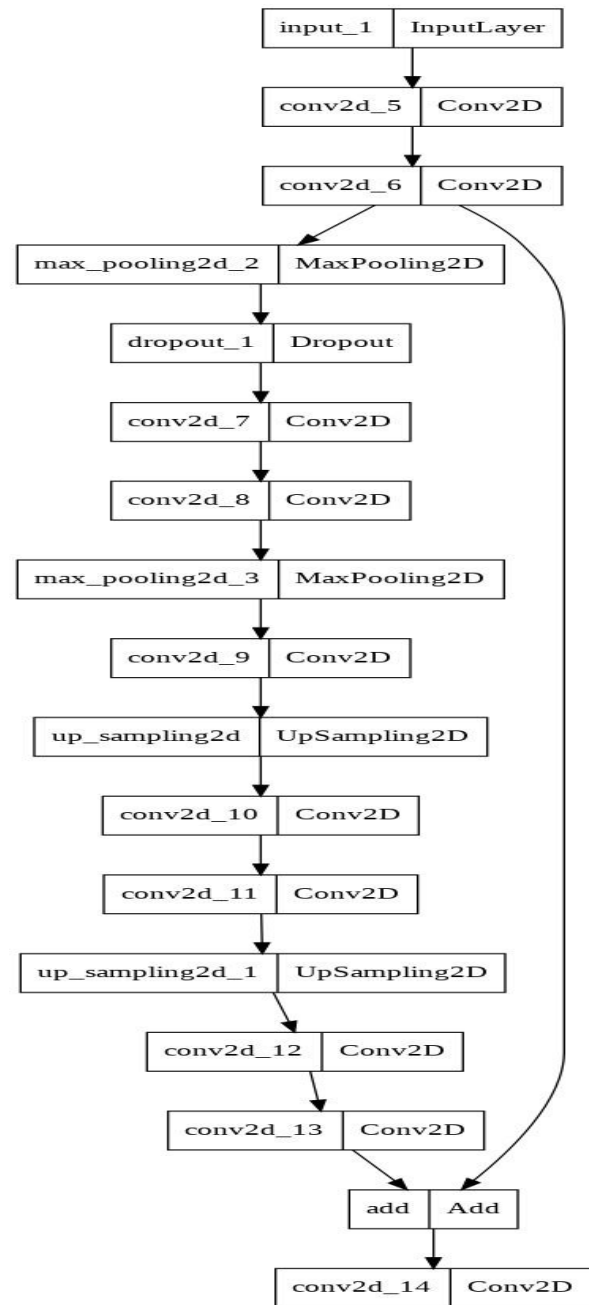 input_1 InputLayer
conv2d_5 Conv2D
conv2d_6 Conv2D
max_pooling2d_2 MaxPooling2D
dropout_1 Dropout
conv2d_7 Conv2D
conv2d_8 Conv2D
max_pooling2d_3 MaxPooling2D
conv2d_9 Conv2D
up_sampling2d UpSampling2D
conv2d_10 Conv2D
conv2d_11 Conv2D
up_sampling2d_1 UpSampling2D
conv2d_12 Conv2D
conv2d_13 Conv2D
add Add
conv2d_14 Conv2D